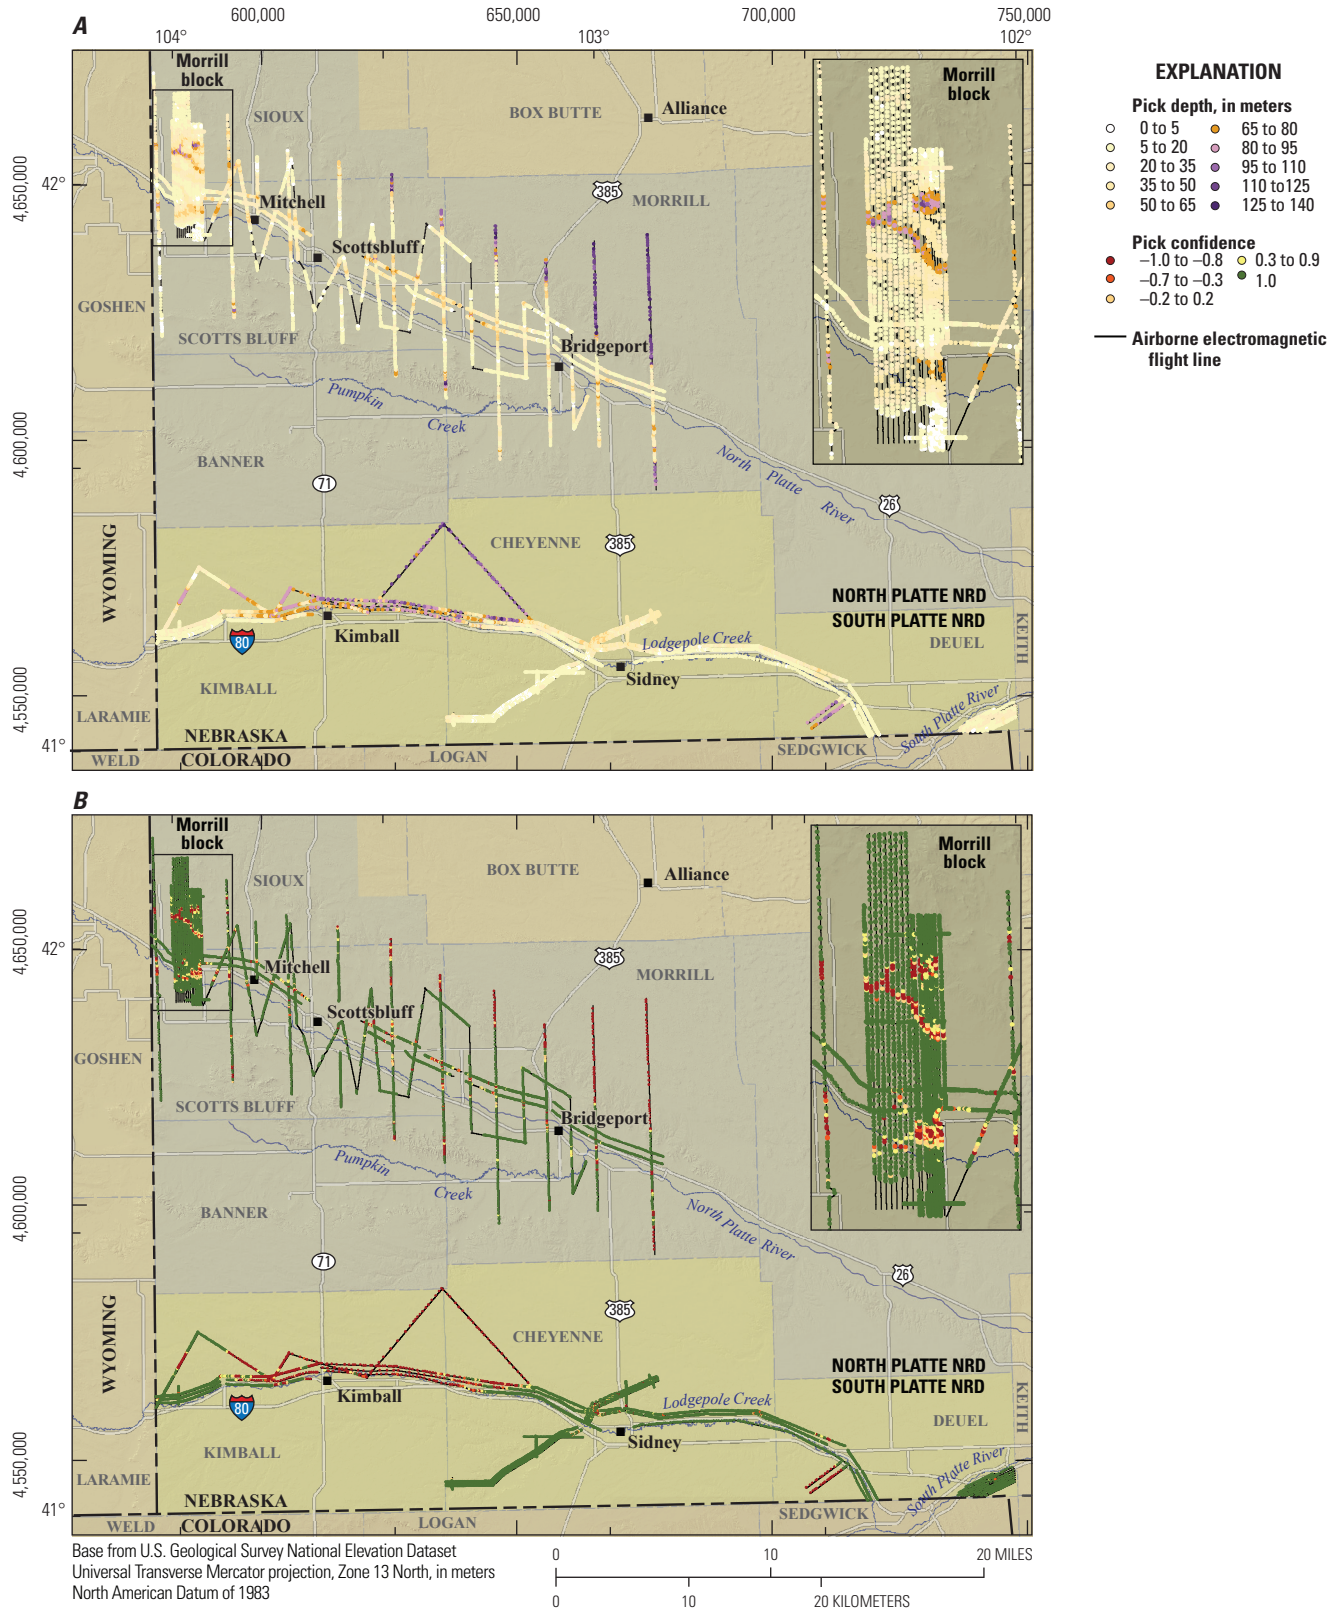 A
600,000 650,000 700,000 750,000
104° 103° 102°
Morrill
block
SIOUX
BOX BUTTE
Alliance
Morrill
block
4,650,000
42°
385
MORRILL
Mitchell
Scottsbluff
GOSHEN
SCOTTS BLUFF
Bridgeport
Pumpkin
Creek
4,600,000
BANNER
North Platte
River
71
26
CHEYENNE
385
WYOMING
NORTH PLATTE NRD
SOUTH PLATTE NRD
KEITH
Kimball
80
Lodgepole Creek
DEUEL
Sidney
KIMBALL
4,550,000
LARAMIE
South Platte River
NEBRASKA
41°
SEDGWICK
WELD
COLORADO
LOGAN
EXPLANATION
Pick depth, in meters
0 to 5
5 to 20
20 to 35
35 to 50
50 to 65
65 to 80
80 to 95
95 to 110
110 to125
125 to 140
Pick confidence
–1.0 to –0.8
–0.7 to –0.3
–0.2 to 0.2
0.3 to 0.9
1.0
Airborne electromagnetic
flight line
B
Morrill
block
SIOUX
BOX BUTTE
Alliance
Morrill
block
4,650,000
42°
385
MORRILL
Mitchell
Scottsbluff
GOSHEN
SCOTTS BLUFF
Bridgeport
Pumpkin
Creek
4,600,000
BANNER
North Platte River
71
26
CHEYENNE
385
WYOMING
NORTH PLATTE NRD
SOUTH PLATTE NRD
KEITH
Kimball
80
Lodgepole Creek
DEUEL
Sidney
KIMBALL
4,550,000
LARAMIE
South Platte River
NEBRASKA
41°
SEDGWICK
WELD
COLORADO
LOGAN
Base from U.S. Geological Survey National Elevation Dataset
Universal Transverse Mercator projection, Zone 13 North, in meters
North American Datum of 1983
0 10 20 MILES
0 10 20 KILOMETERS